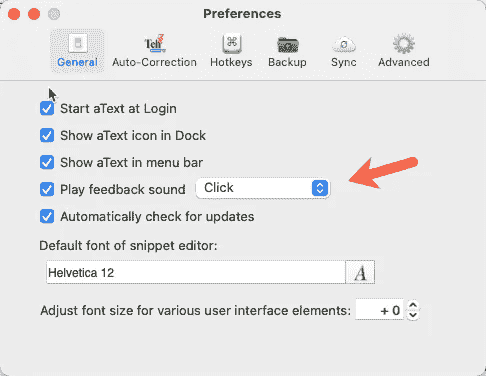 Preferences
General Auto-Correction Hotkeys Backup Sync Advanced
Start aText at Login
Show aText icon in Dock
Show aText in menu bar
Play feedback sound Click
Automatically check for updates
Default font of snippet editor:
Helvetica 12 A
Adjust font size for various user interface elements: + 0